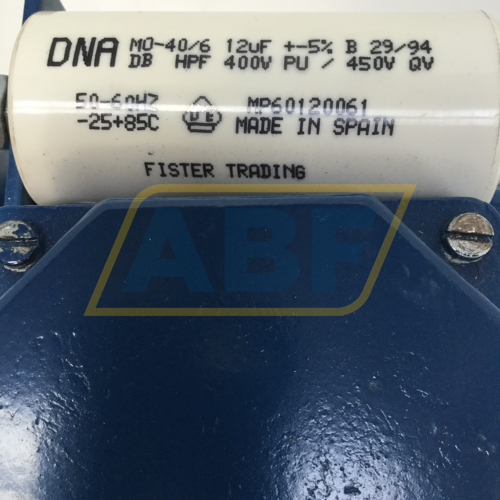 DNA MO-40/6 12uF +-5% B 29/94
DB HPF 400V PU / 450V QV
50-60HZ MP60120061
-25+85C MADE IN SPAIN
FISTER TRADING
ABF